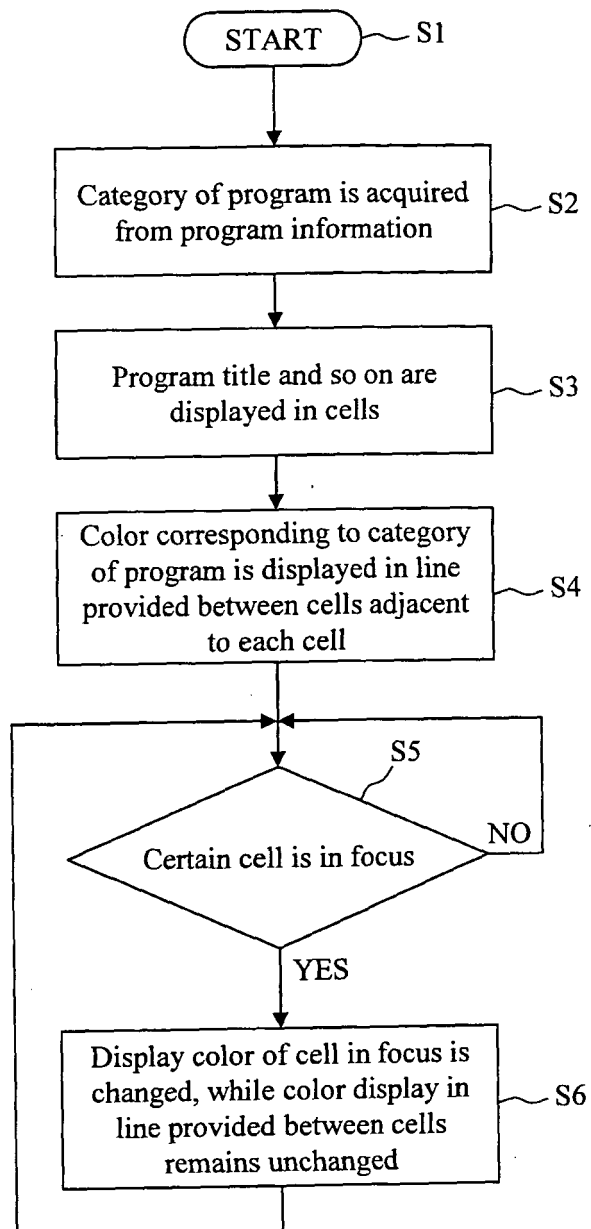 START
S1
Category of program is acquired
from program information
S2
Program title and so on are
displayed in cells
S3
Color corresponding to category
of program is displayed in line
provided between cells adjacent
to each cell
S4
S5
Certain cell is in focus
NO
YES
Display color of cell in focus is
changed, while color display in
line provided between cells
remains unchanged
S6